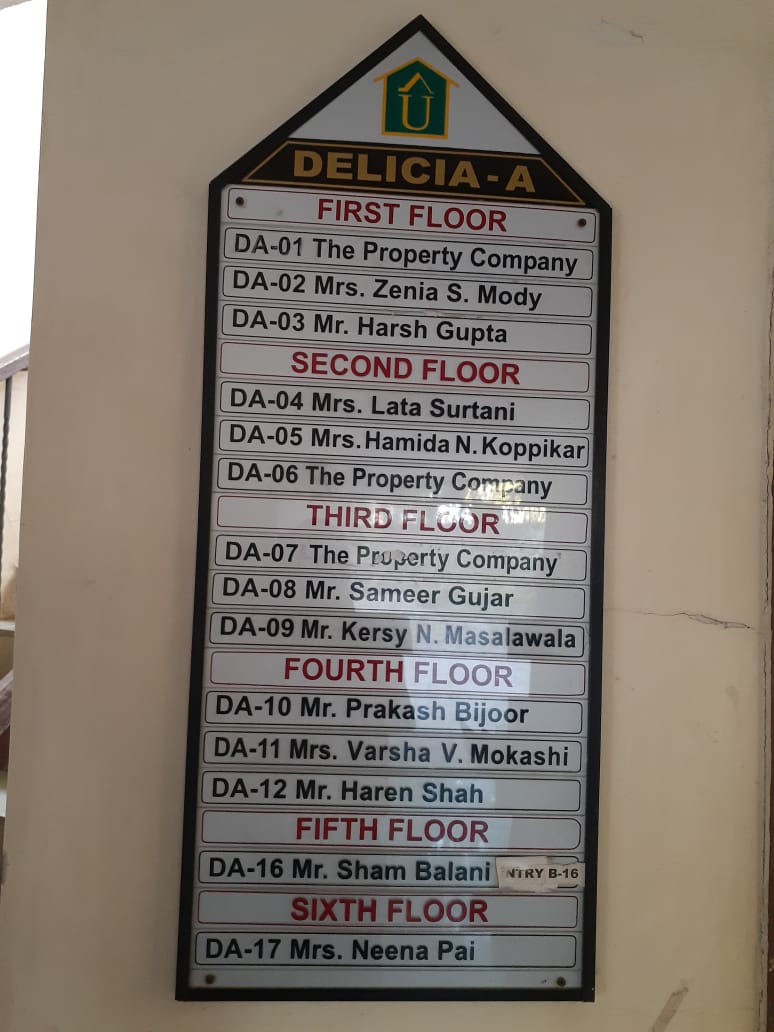 U
DELICIA - A
FIRST FLOOR
DA-01 The Property Company
DA-02 Mrs. Zenia S. Mody
DA-03 Mr. Harsh Gupta
SECOND FLOOR
DA-04 Mrs. Lata Surtani
DA-05 Mrs. Hamida N. Koppikar
DA-06 The Property Company
THIRD FLOOR
DA-07 The Property Company
DA-08 Mr. Sameer Gujar
DA-09 Mr. Kersy N. Masalawala
FOURTH FLOOR
DA-10 Mr. Prakash Bijoor
DA-11 Mrs. Varsha V. Mokashi
DA-12 Mr. Haren Shah
FIFTH FLOOR
DA-16 Mr. Sham Balani NTRY B-16
SIXTH FLOOR
DA-17 Mrs. Neena Pai